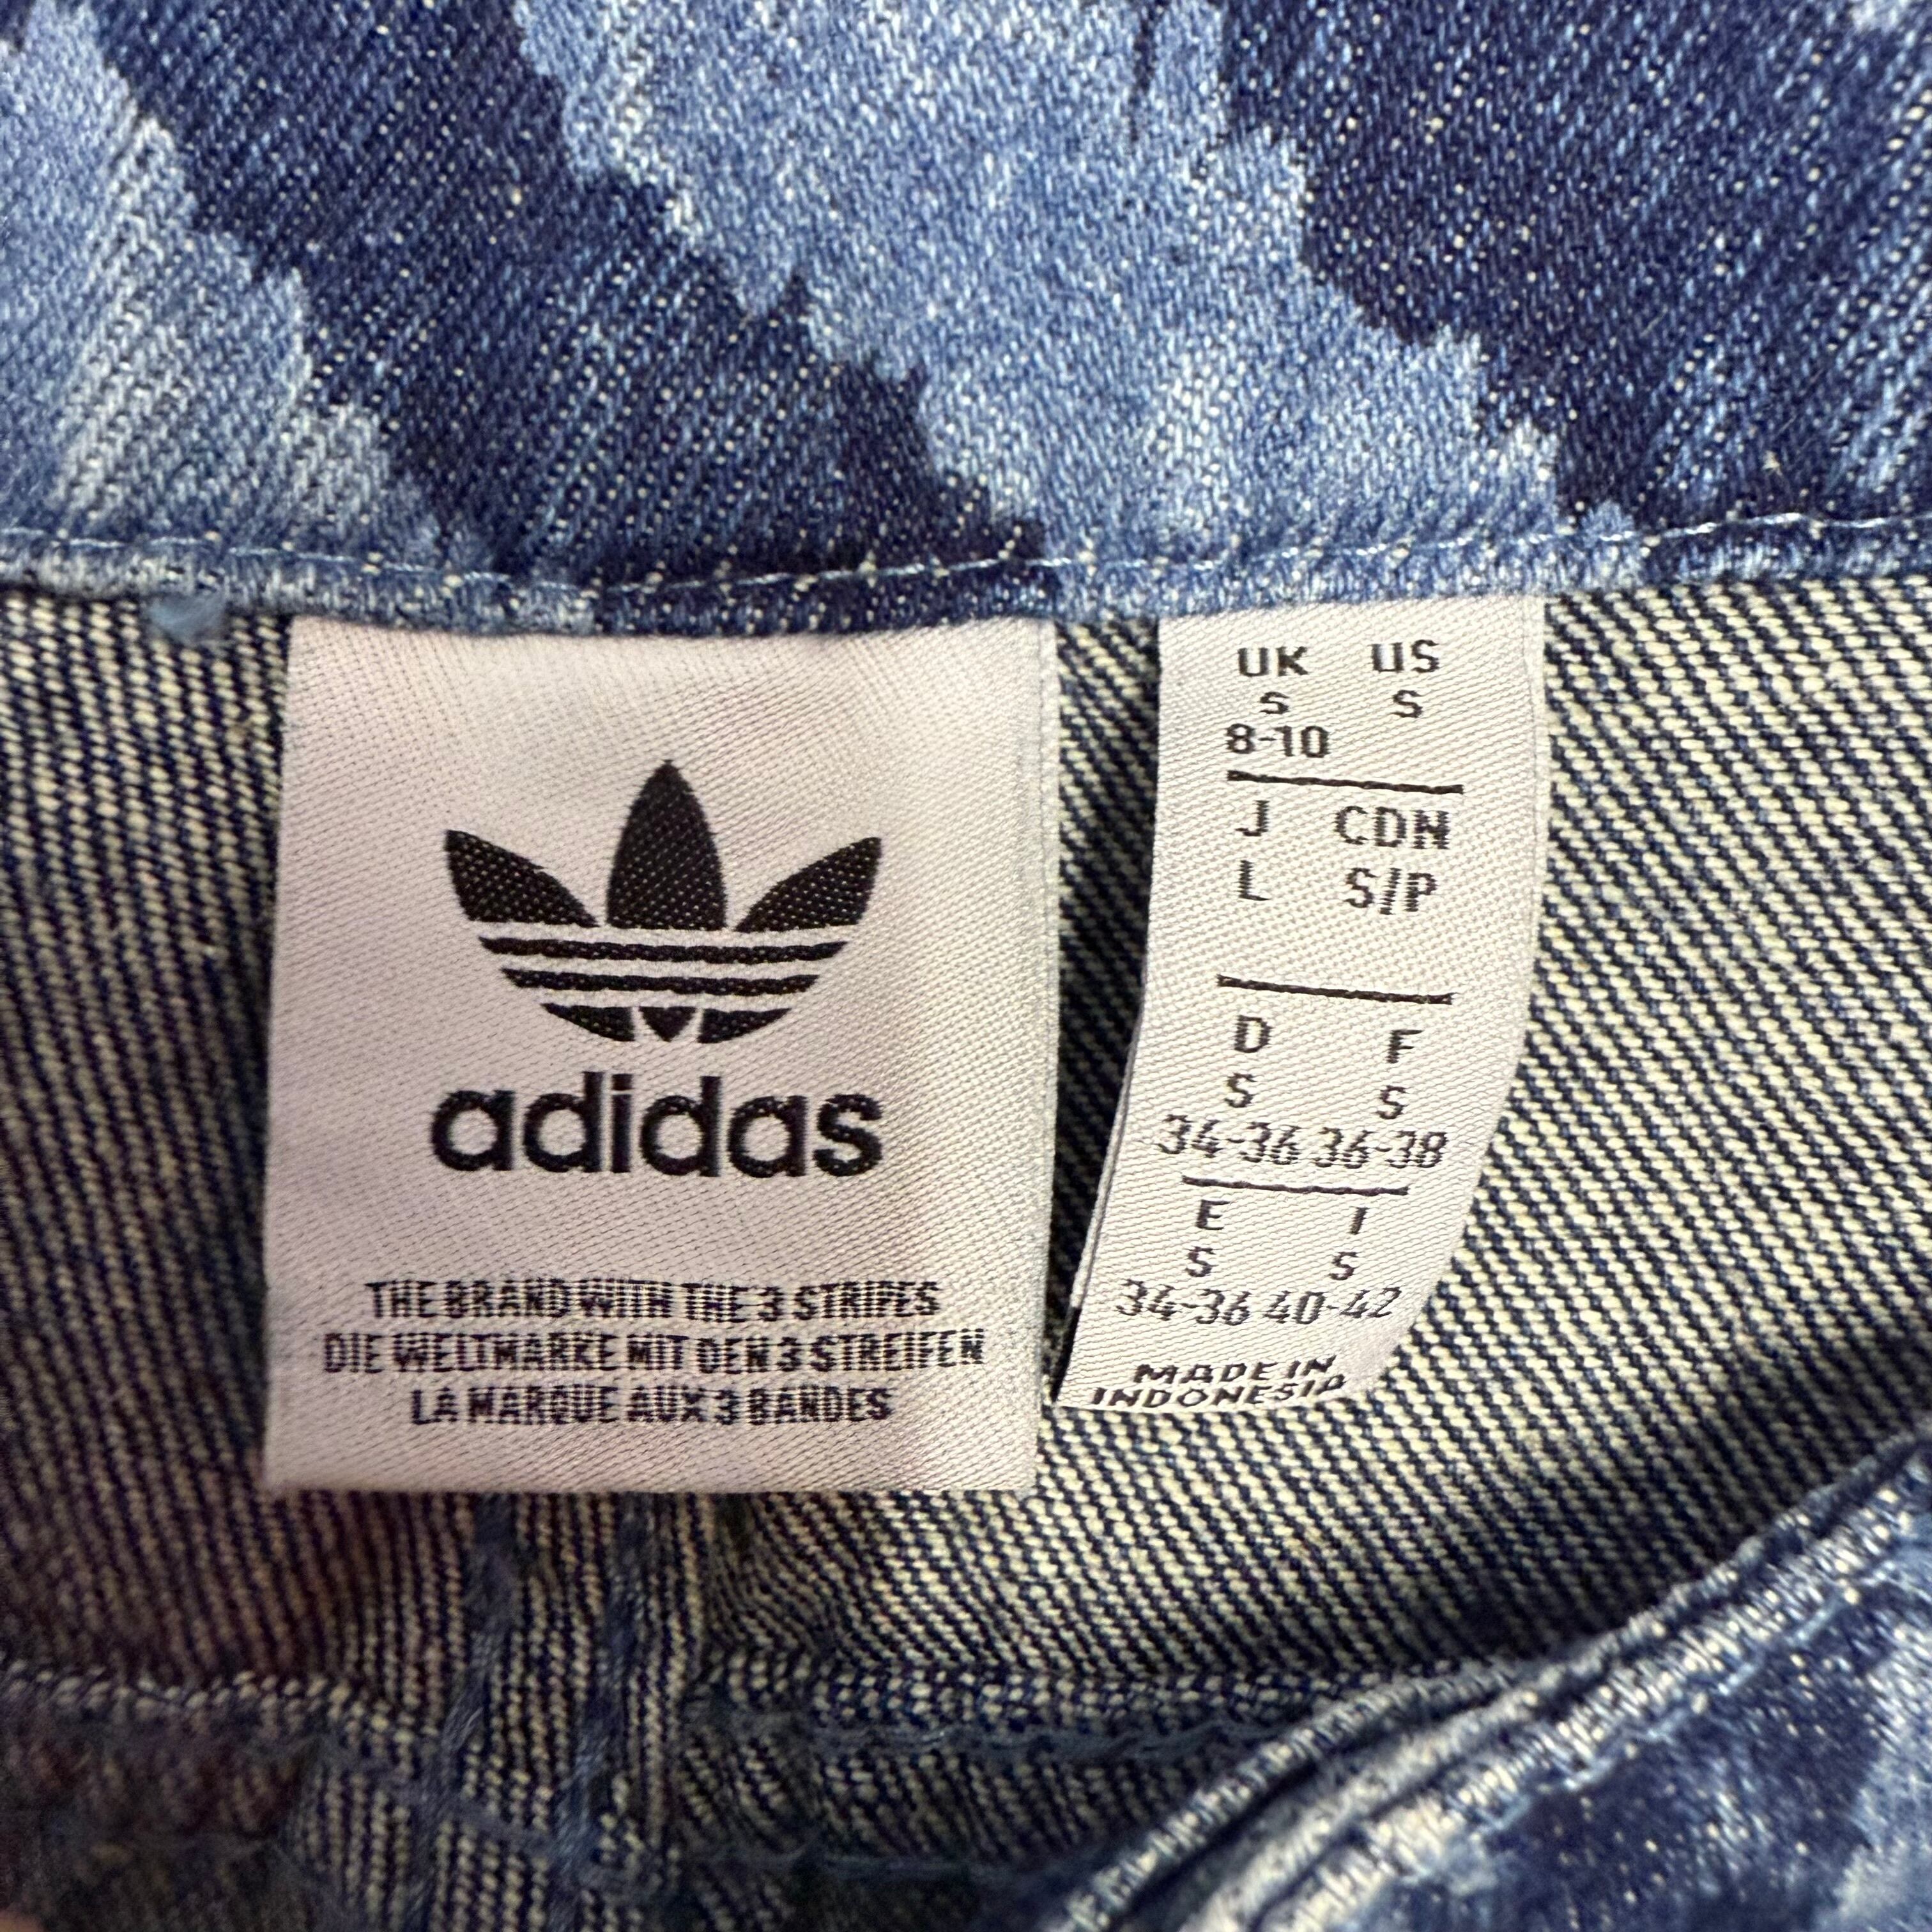 adidas
THE BRAND WITH THE 3 STRIPES
DIE WELTMARKE MIT DEN 3 STREIFEN
LA MARQUE AUX 3 BANDES
UK US
S S
8-10
J CDN
L S/P
D F
S S
34-36 36-38
E I
S S
34-36 40-42
MADE IN
INDONESIA